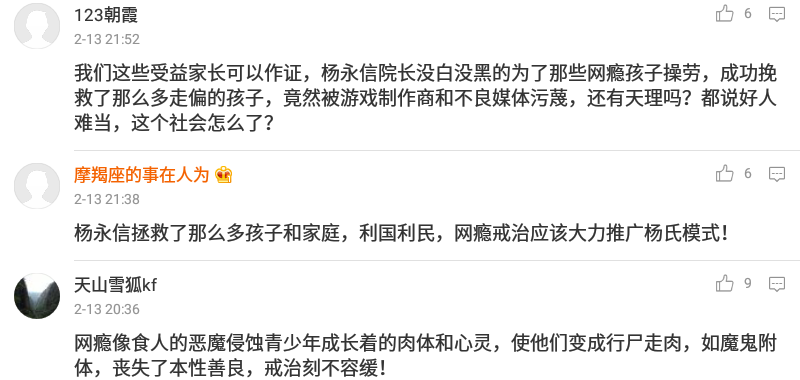 123朝霞
6
2-13 21:52
我们这些受益家长可以作证，杨永信院长没白没黑的为了那些网瘾孩子操劳，成功挽
救了那么多走偏的孩子，竟然被游戏制作商和不良媒体污蔑，还有天理吗？都说好人
难当，这个社会怎么了？
摩羯座的事在人为
6
2-13 21:38
杨永信拯救了那么多孩子和家庭，利国利民，网瘾戒治应该大力推广杨氏模式！
天山雪狐kf
9
2-13 20:36
网瘾像食人的恶魔侵蚀青少年成长着的肉体和心灵，使他们变成行尸走肉，如魔鬼附
体，丧失了本性善良，戒治刻不容缓！